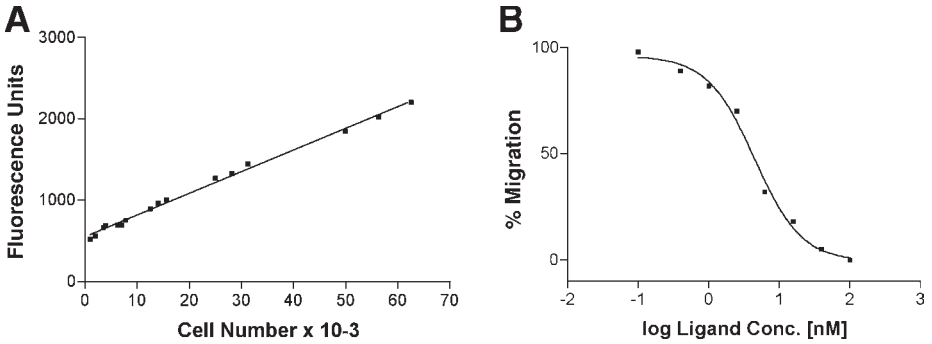 A
3000
2000
1000
0
Fluorescence Units
0 10 20 30 40 50 60 70
Cell Number x 10-3
B
100
50
0
% Migration
-2 -1 0 1 2 3
log Ligand Conc. [nM]